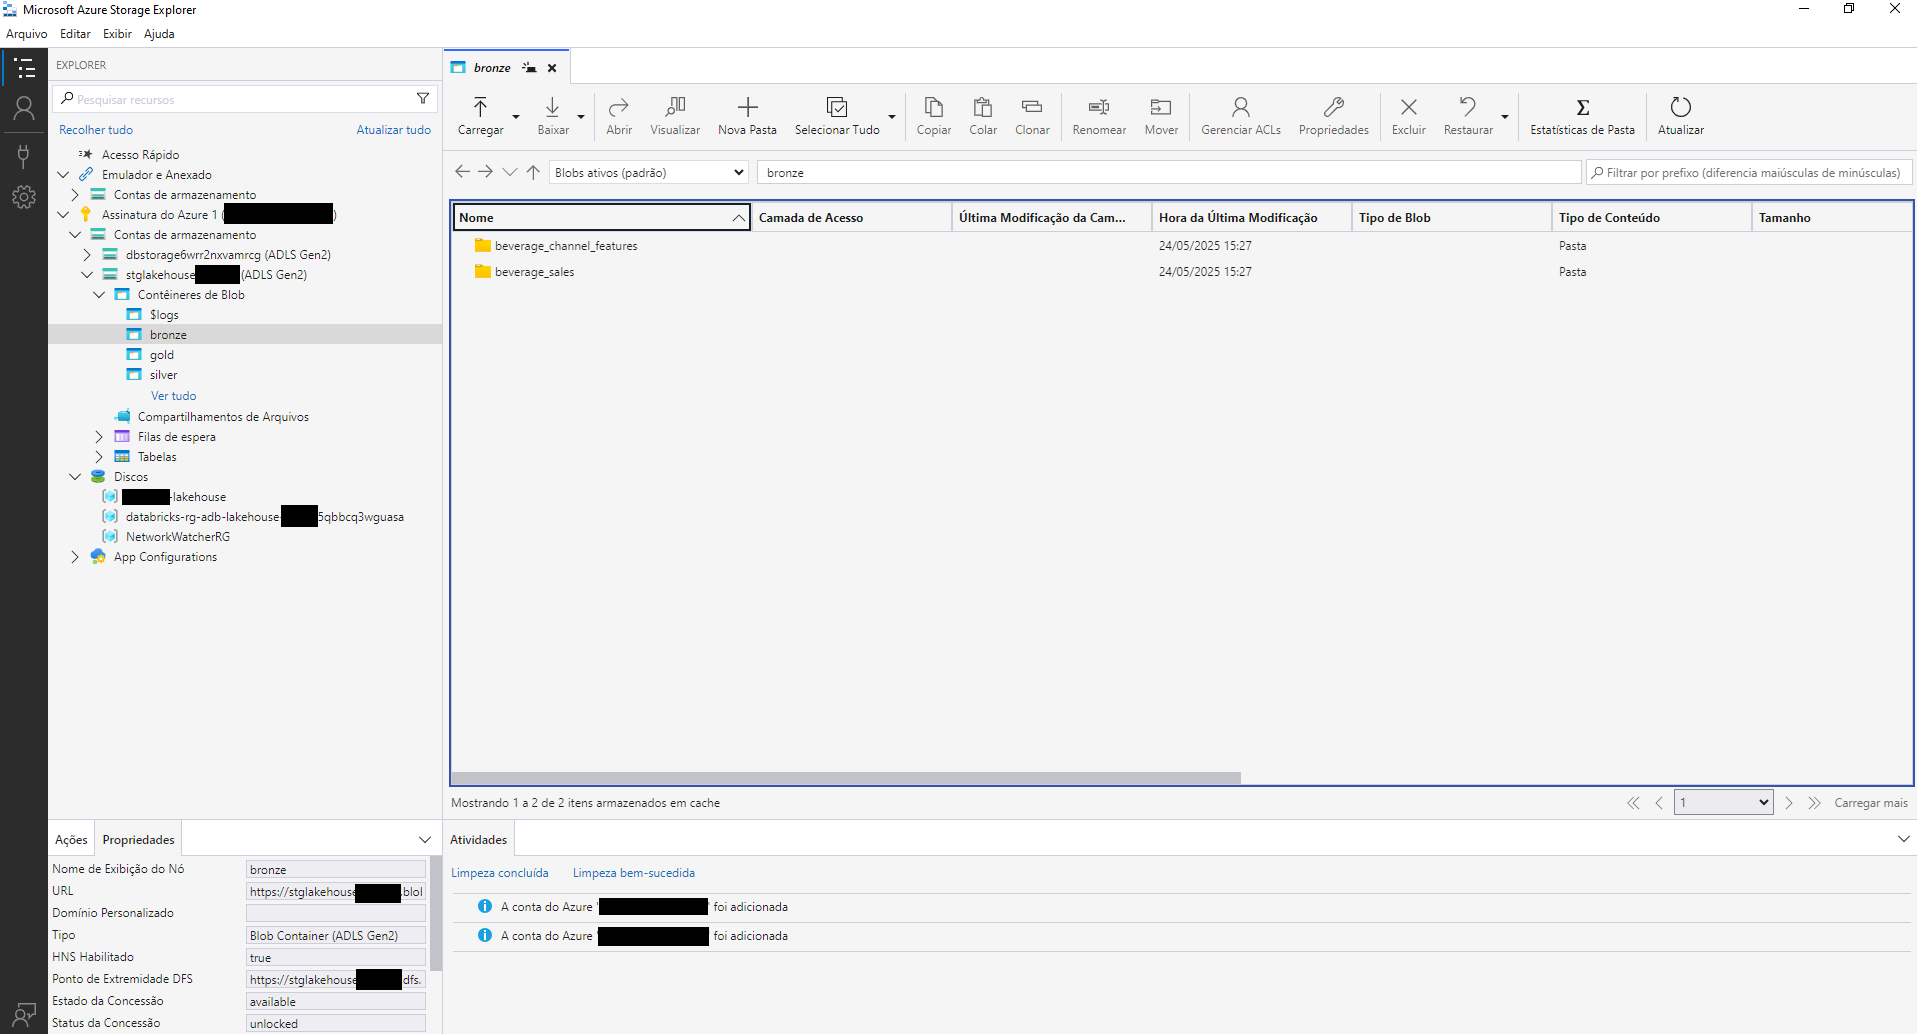 Microsoft Azure Storage Explorer
Arquivo Editar Exibir Ajuda
EXPLORER
Pesquisar recursos
Recolher tudo Atualizar tudo
Acesso Rápido
Emulador e Anexado
Contas de armazenamento
Assinatura do Azure 1 ( )
Contas de armazenamento
dbstorage6wrr2nxvamrcg (ADLS Gen2)
stglakehouse (ADLS Gen2)
Contêineres de Blob
$logs
bronze
gold
silver
Ver tudo
Compartilhamentos de Arquivos
Filas de espera
Tabelas
Discos
-lakehouse
databricks-rg-adb-lakehouse- 5qbbcq3wguasa
NetworkWatcherRG
App Configurations
Ações Propriedades
Nome de Exibição do Nó bronze
URL https://stglakehouse .blol
Domínio Personalizado
Tipo Blob Container (ADLS Gen2)
HNS Habilitado true
Ponto de Extremidade DFS https://stglakehouse dfs.
Estado da Concessão available
Status da Concessão unlocked
bronze
Carregar Baixar Abrir Visualizar Nova Pasta Selecionar Tudo Copiar Colar Clonar Renomear Mover Gerenciar ACLs Propriedades Excluir Restaurar Estatísticas de Pasta Atualizar
Blobs ativos (padrão) bronze Filtrar por prefixo (diferencia maiúsculas de minúsculas)
Nome Camada de Acesso Última Modificação da Cam... Hora da Última Modificação Tipo de Blob Tipo de Conteúdo Tamanho
beverage_channel_features 24/05/2025 15:27 Pasta
beverage_sales 24/05/2025 15:27 Pasta
Mostrando 1 a 2 de 2 itens armazenados em cache 1 Carregar mais
Atividades
Limpeza concluída Limpeza bem-sucedida
A conta do Azure ' ' foi adicionada
A conta do Azure ' ' foi adicionada